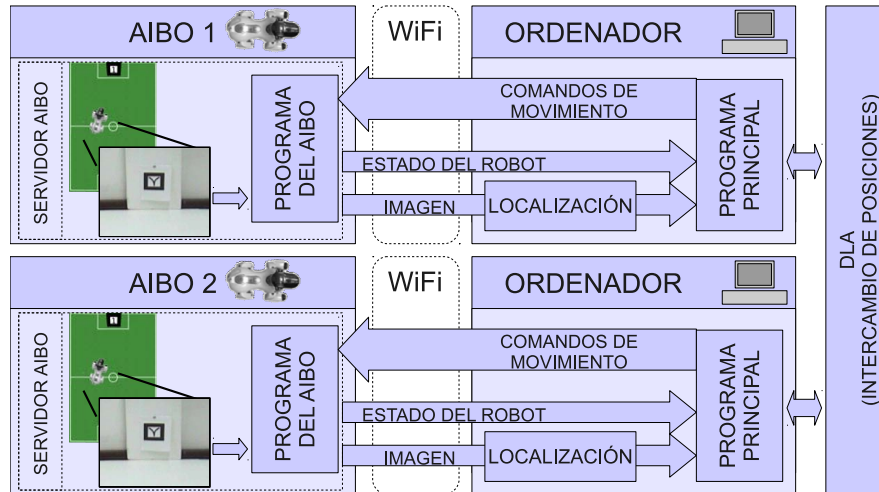 AIBO 1
WiFi
ORDENADOR
SERVIDOR AIBO
PROGRAMA
DEL AIBO
COMANDOS DE
MOVIMIENTO
ESTADO DEL ROBOT
IMAGEN
LOCALIZACIÓN
PROGRAMA
PRINCIPAL
AIBO 2
WiFi
ORDENADOR
SERVIDOR AIBO
PROGRAMA
DEL AIBO
COMANDOS DE
MOVIMIENTO
ESTADO DEL ROBOT
IMAGEN
LOCALIZACIÓN
PROGRAMA
PRINCIPAL
DLA
(INTERCAMBIO DE POSICIONES)